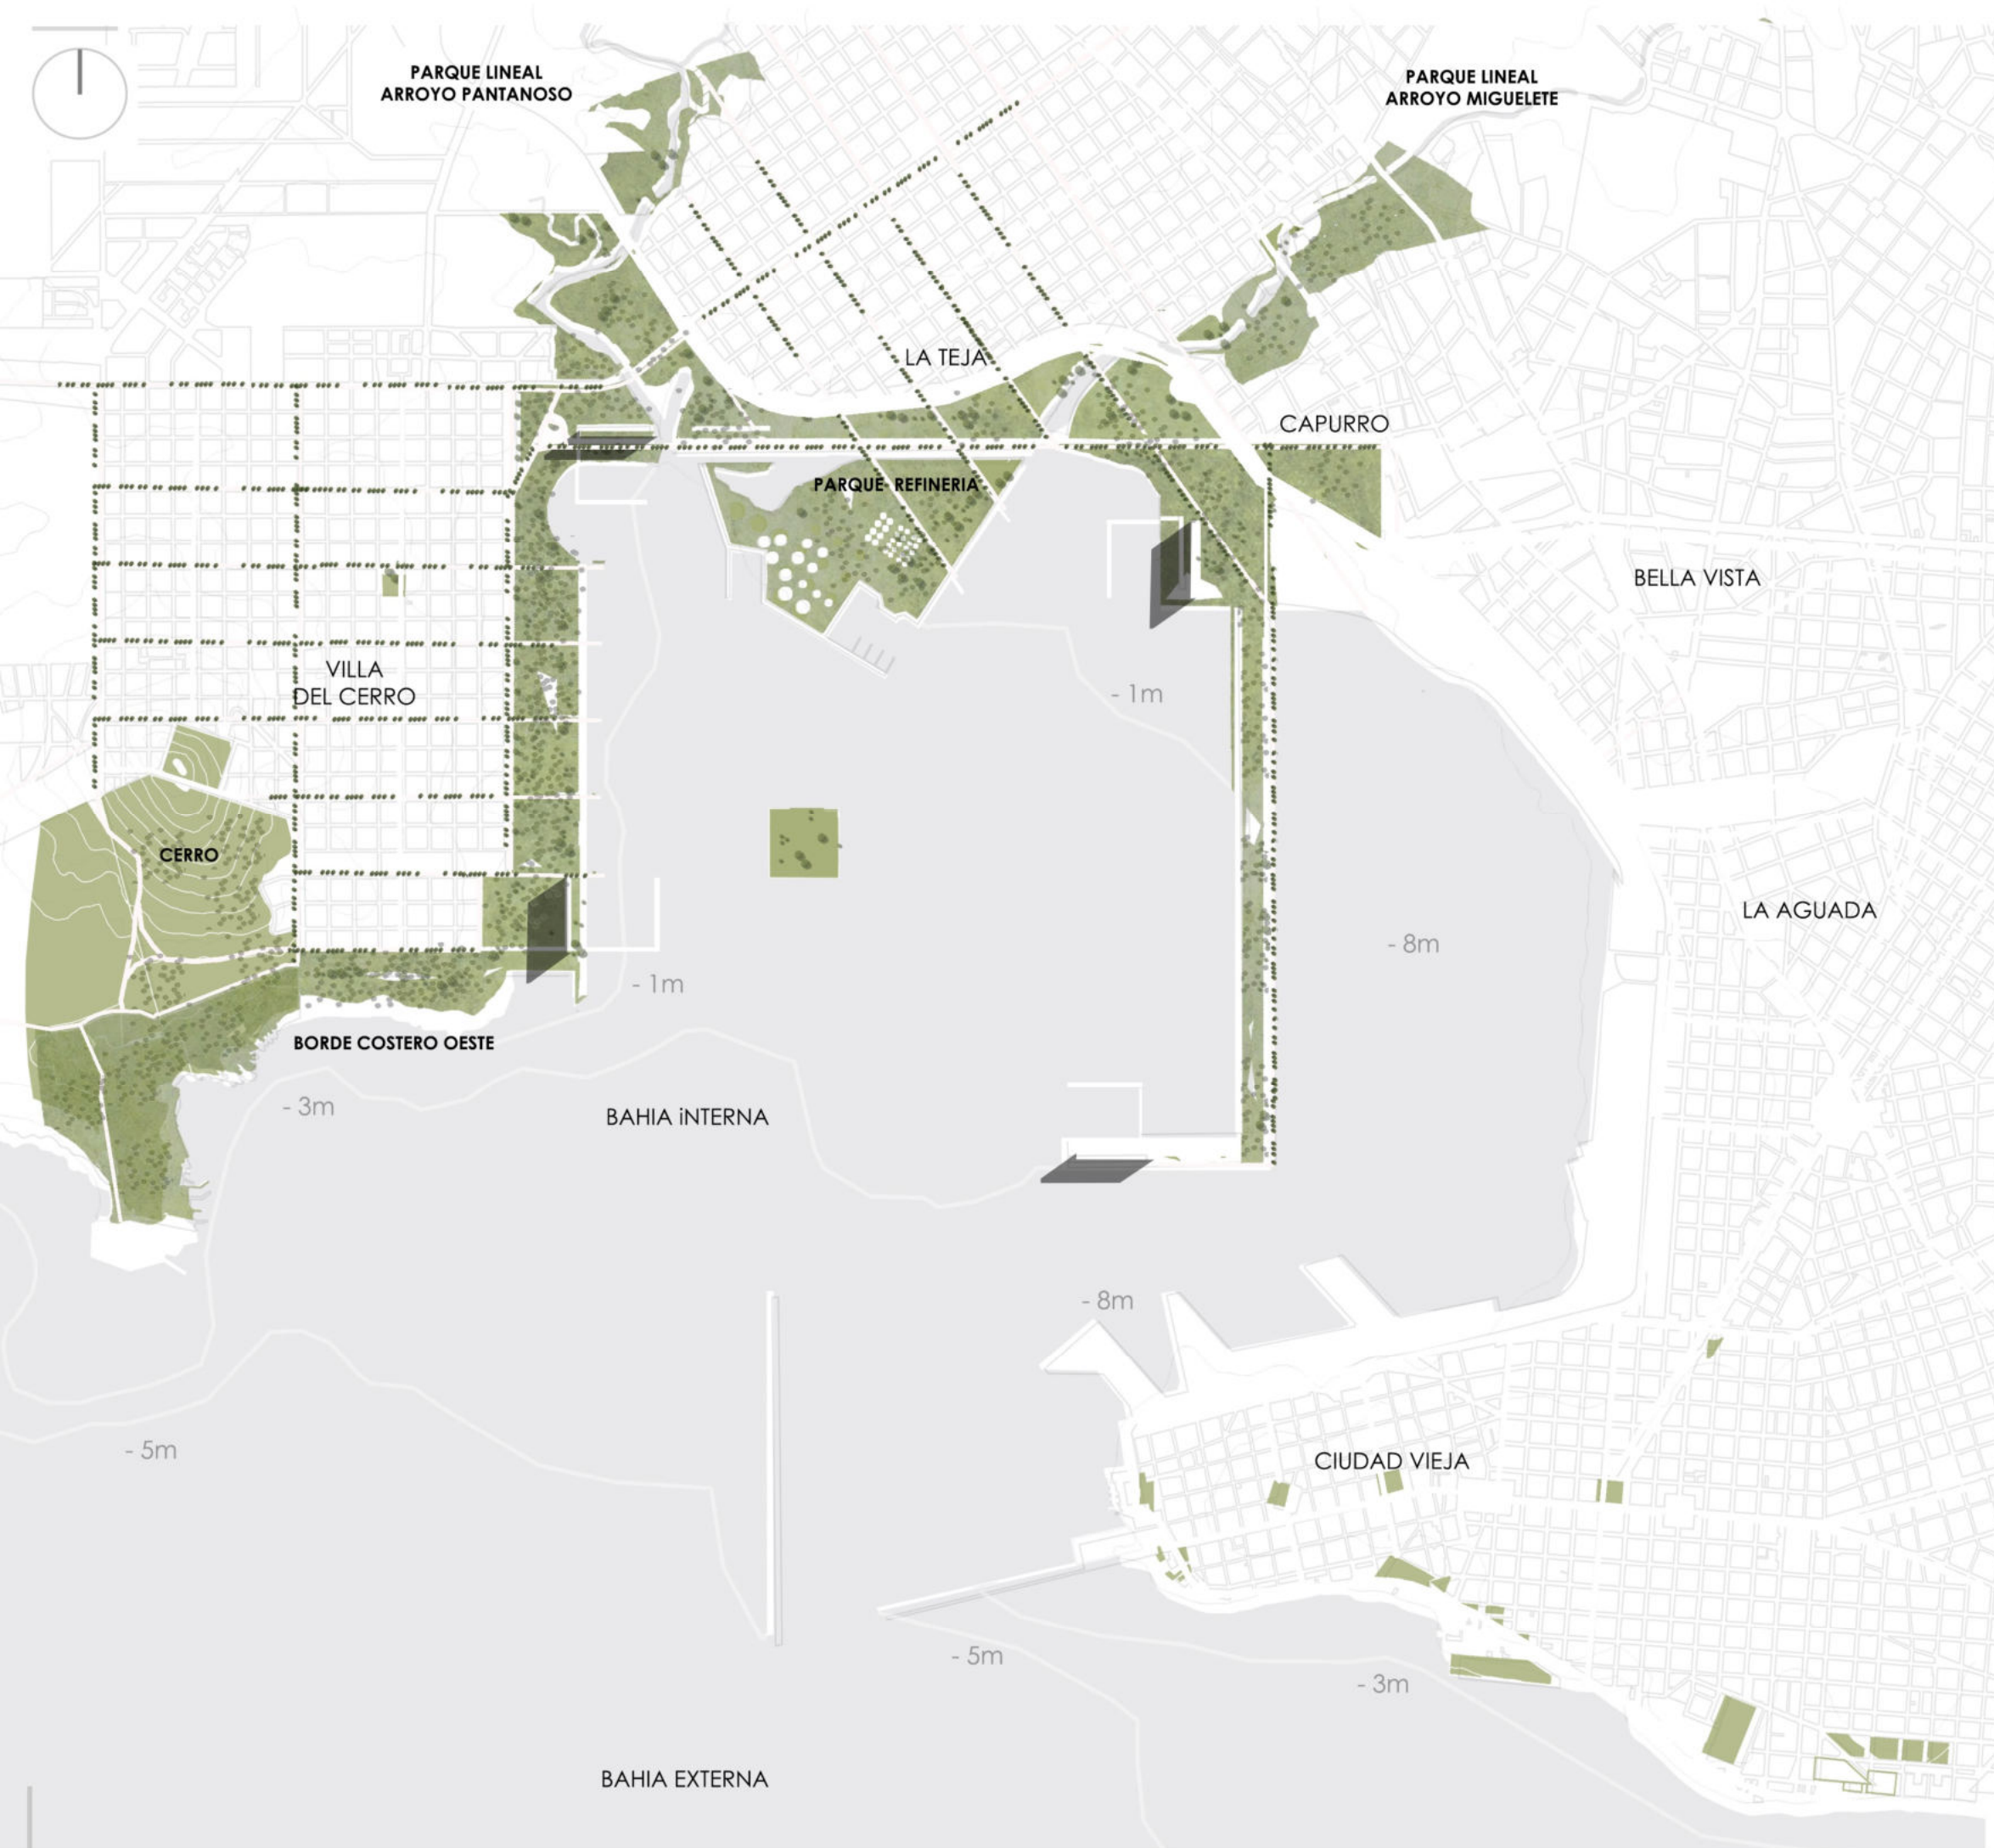 PARQUE LINEAL
ARROYO PANTANOSO
PARQUE LINEAL
ARROYO MIGUELETE
LA TEJA
CAPURRO
PARQUE- REFINERIA
BELLA VISTA
VILLA
DEL CERRO
- 1m
CERRO
LA AGUADA
- 8m
- 1m
BORDE COSTERO OESTE
- 3m
BAHIA iNTERNA
- 8m
- 5m
CIUDAD VIEJA
- 5m
- 3m
BAHIA EXTERNA